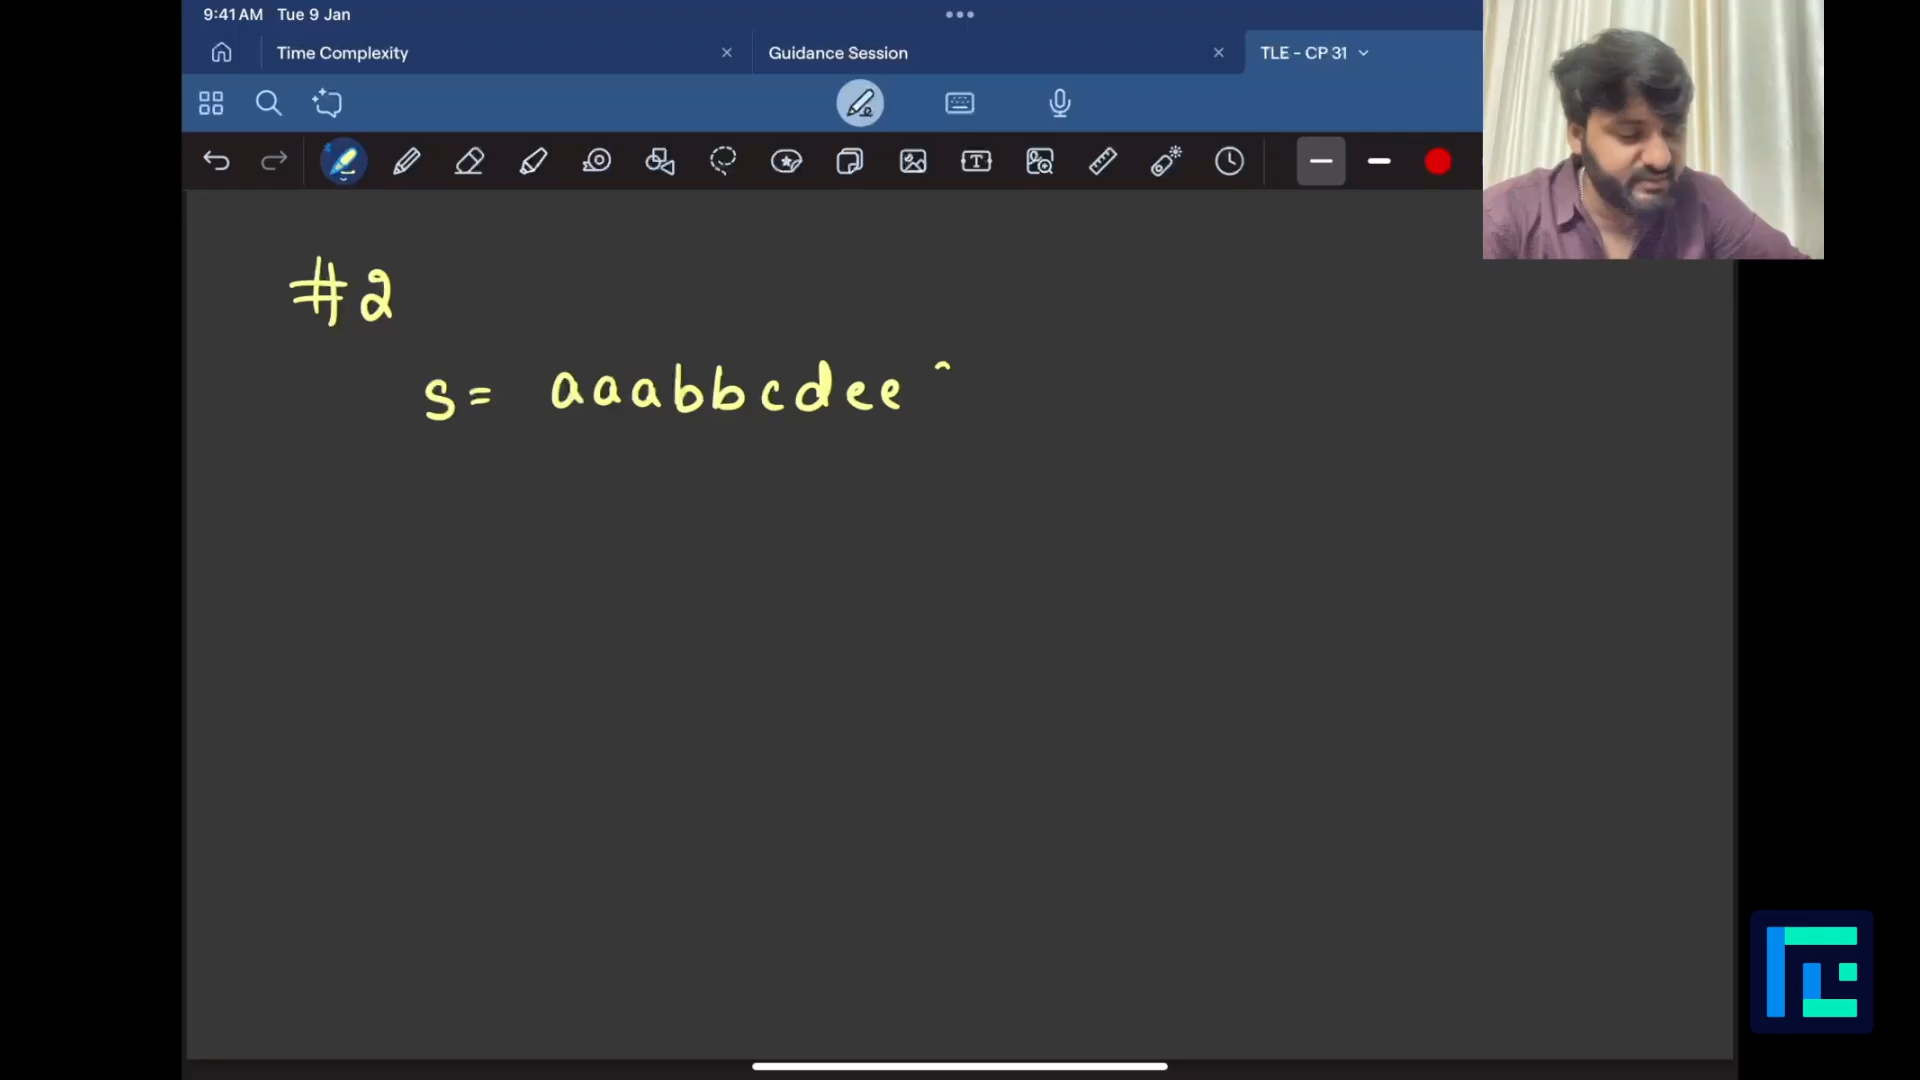 9:41 AM Tue 9 Jan
Time Complexity
Guidance Session
TLE - CP 31
#2
s= aaabbcdee